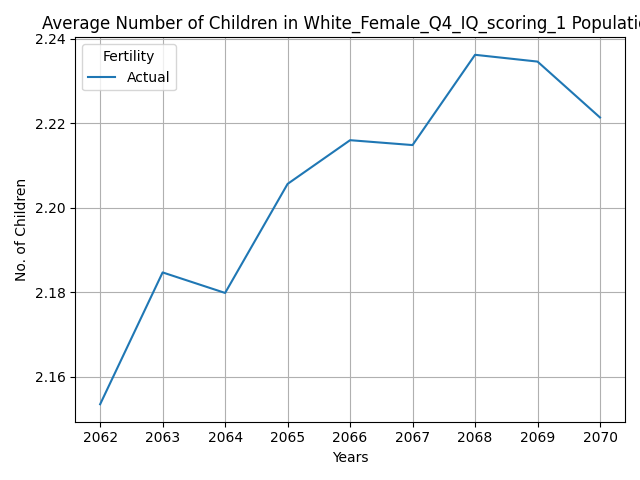 Average Number of Children in White_Female_Q4_IQ_scoring_1 Populatio
2.24
Fertility
Actual
2.22
2.20
2.18
2.16
No. of Children
2062 2063 2064 2065 2066 2067 2068 2069 2070
Years